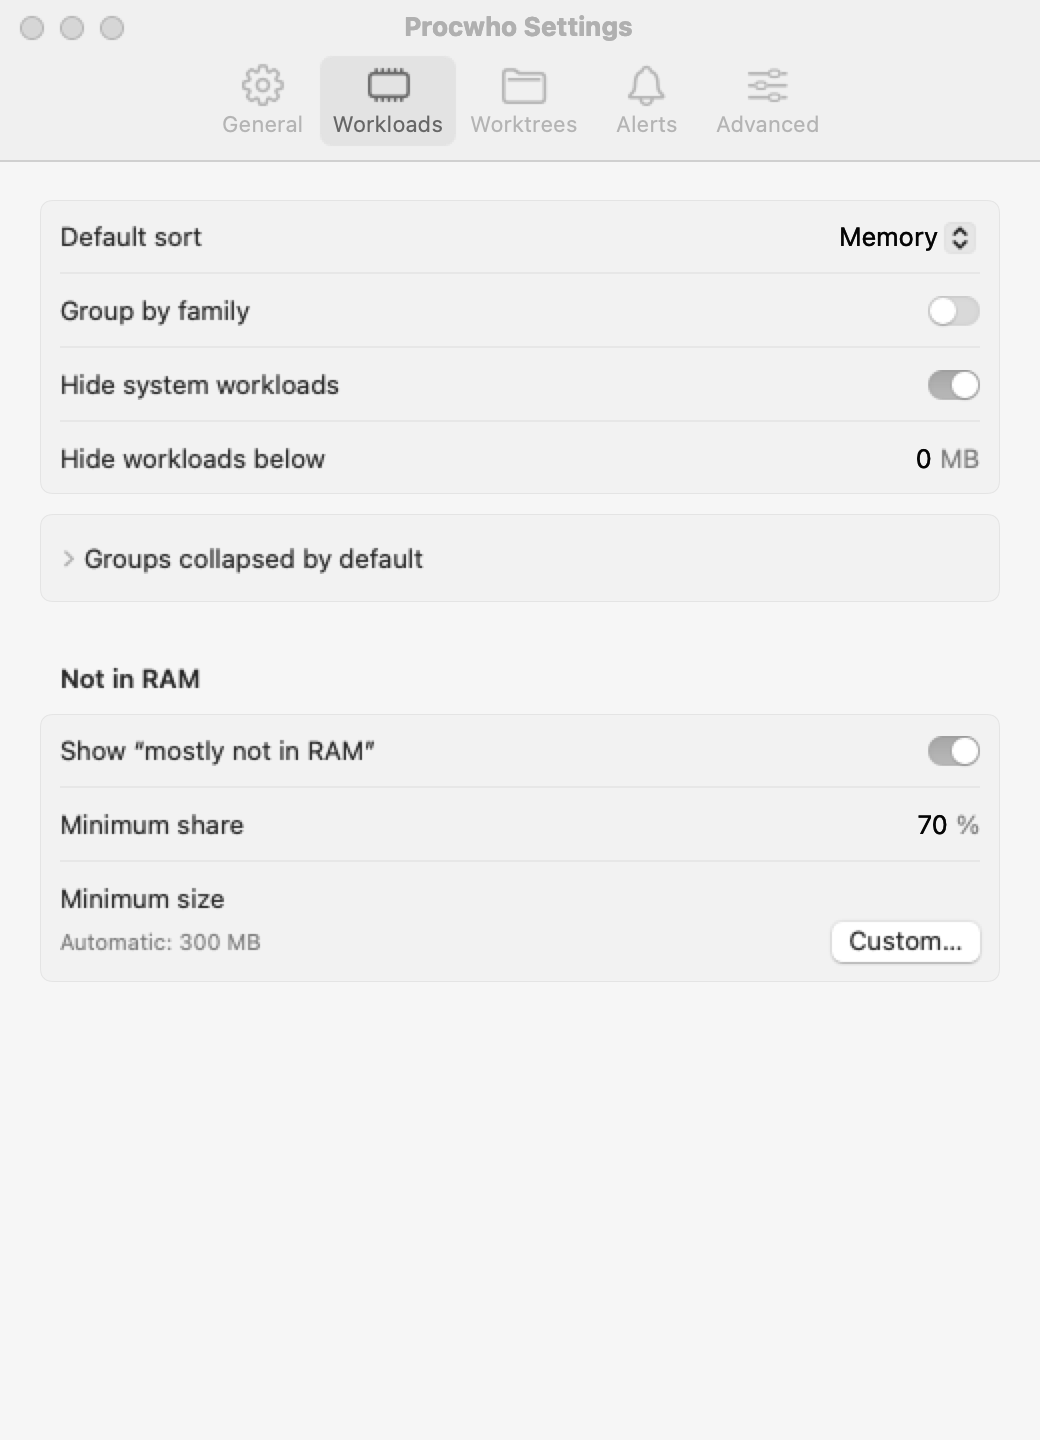 Procwho Settings
General
Workloads
Worktrees
Alerts
Advanced
Default sort
Memory
Group by family
Hide system workloads
Hide workloads below
0 MB
Groups collapsed by default
Not in RAM
Show “mostly not in RAM”
Minimum share
70 %
Minimum size
Automatic: 300 MB
Custom...